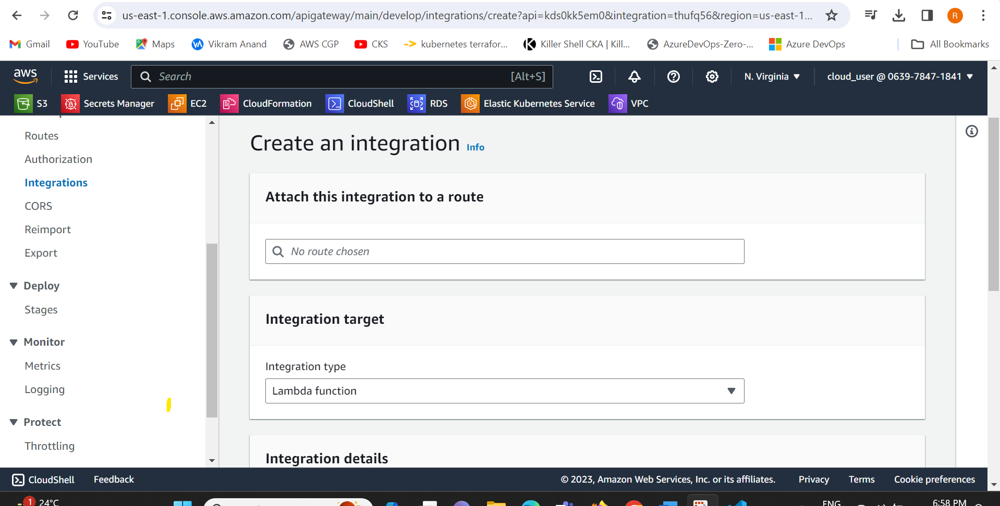 us-east-1.console.aws.amazon.com/apigateway/main/develop/integrations/create?api=kds0kk5em0&integration=thufq56&region=us-east-1...
R
Gmail YouTube Maps Vikram Anand AWS CGP CKS kubernetes terrafor... Killer Shell CKA | Kill... AzureDevOps-Zero-... Azure DevOps All Bookmarks
aws Services Search [Alt+S] N. Virginia cloud_user @ 0639-7847-1841
S3 Secrets Manager EC2 CloudFormation CloudShell RDS Elastic Kubernetes Service VPC
Routes
Authorization
Integrations
CORS
Reimport
Export
Deploy
Stages
Monitor
Metrics
Logging
Protect
Throttling
Create an integration Info
Attach this integration to a route
No route chosen
Integration target
Integration type
Lambda function
Integration details
CloudShell Feedback © 2023, Amazon Web Services, Inc. or its affiliates. Privacy Terms Cookie preferences
1 24°C ENG 6:58 PM